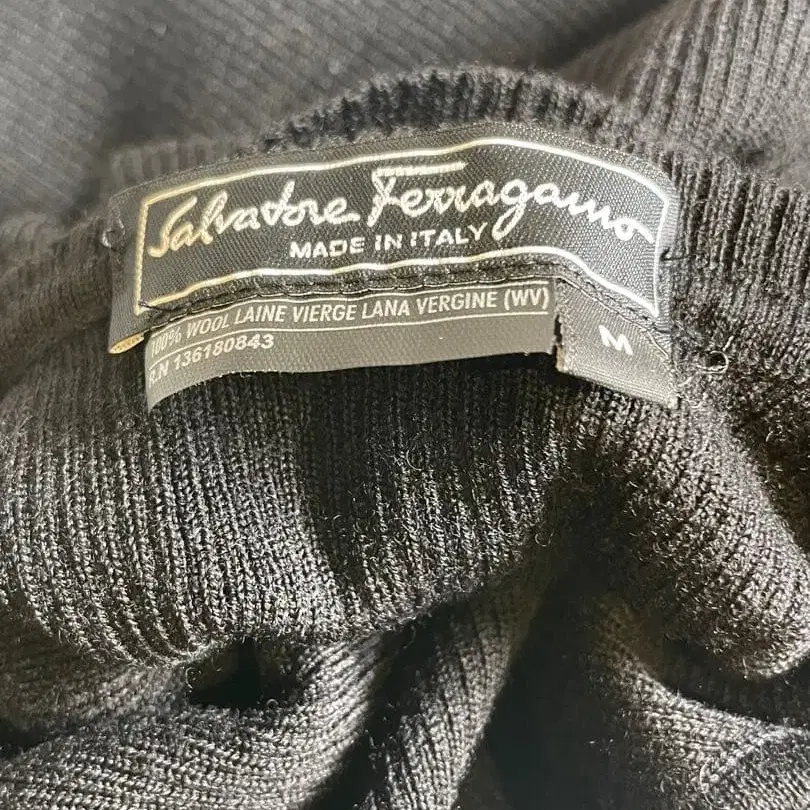 Salvatore Ferragamo
MADE IN ITALY
100% WOOL LAINE VIERGE LANA VERGINE (WV)
R.N 136180843
M